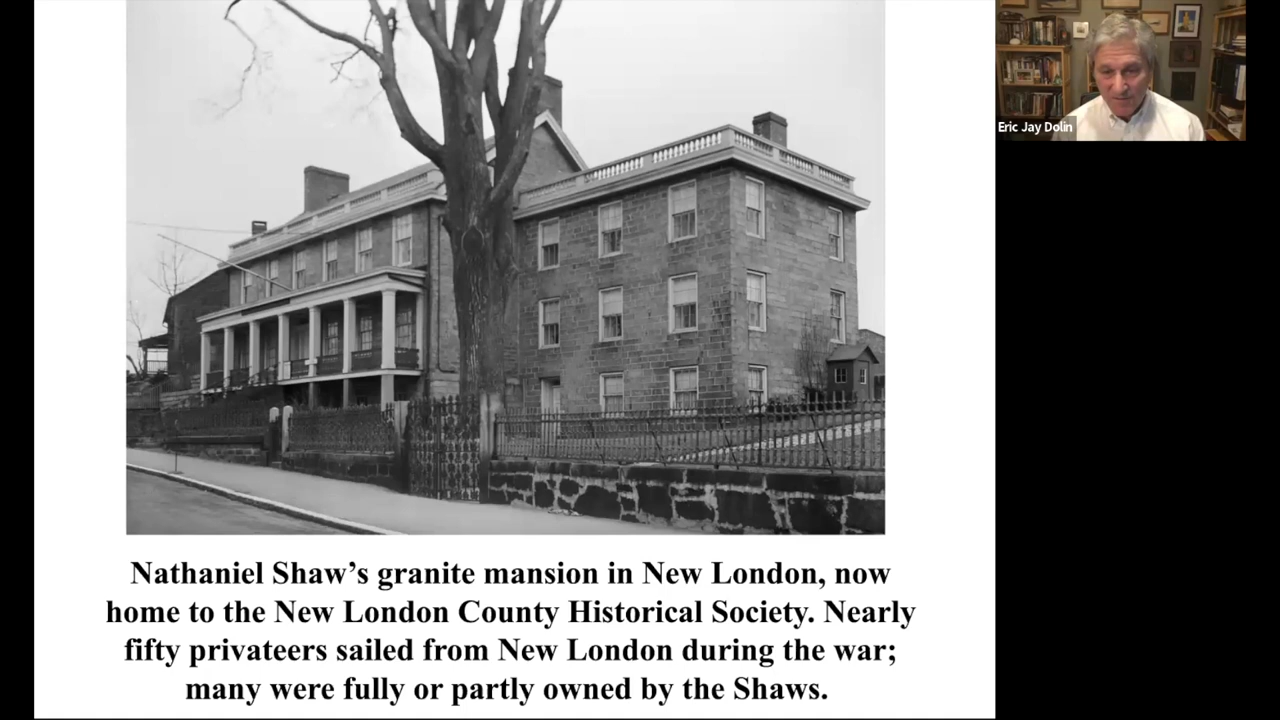 Eric Jay Dolin
Nathaniel Shaw’s granite mansion in New London, now
home to the New London County Historical Society. Nearly
fifty privateers sailed from New London during the war;
many were fully or partly owned by the Shaws.